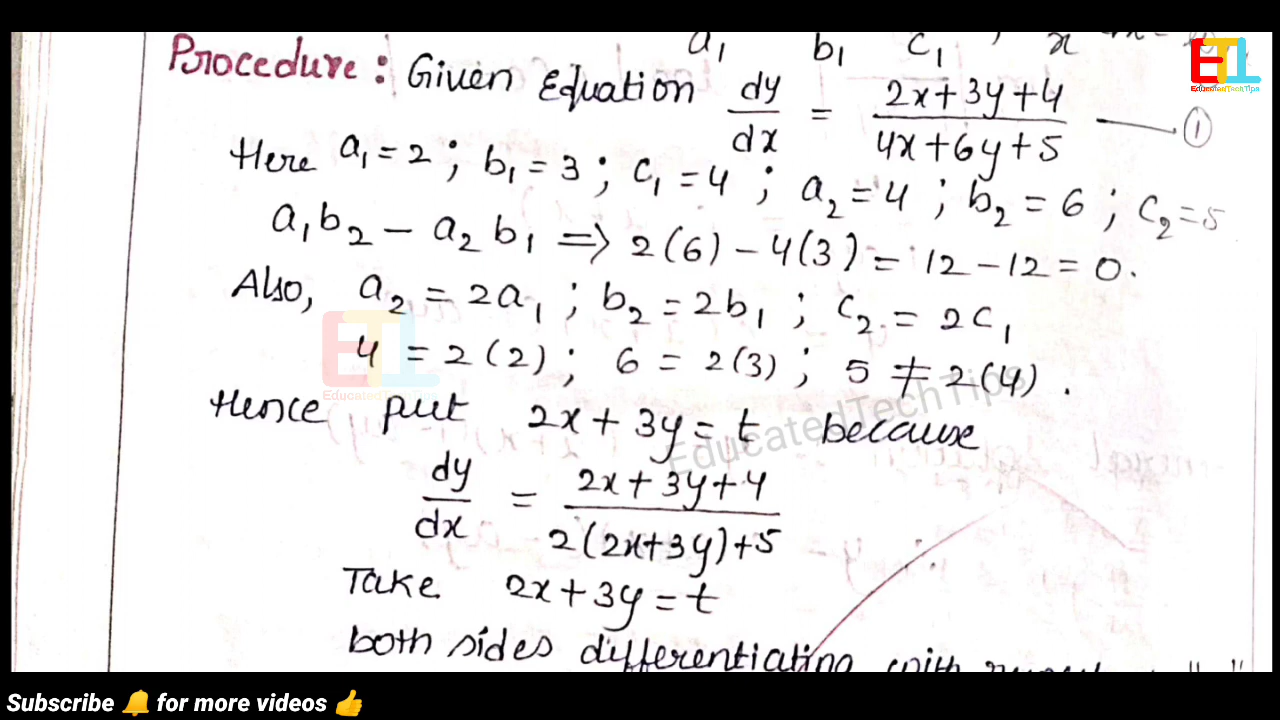 a₁ b₁ c₁ , x
ETL
EducatedTechTips
Procedure : Given Equation dy/dx = 2x+3y+4 / 4x+6y+5 —— ①
Here a₁ = 2 ; b₁ = 3 ; c₁ = 4 ; a₂ = 4 ; b₂ = 6 ; c₂ = 5
a₁b₂ − a₂b₁ ⟹ 2(6) − 4(3) = 12 − 12 = 0.
Also, a₂ = 2a₁ ; b₂ = 2b₁ ; c₂ = 2c₁
4 = 2(2) ; 6 = 2(3) ; 5 ≠ 2(4) .
ETL
EducatedTechTips
Hence put 2x + 3y = t because
EducatedTechTips
dy/dx = 2x + 3y + 4 / 2(2x+3y)+5
Take 2x + 3y = t
both sides differentiating with
Subscribe 🔔 for more videos 👍